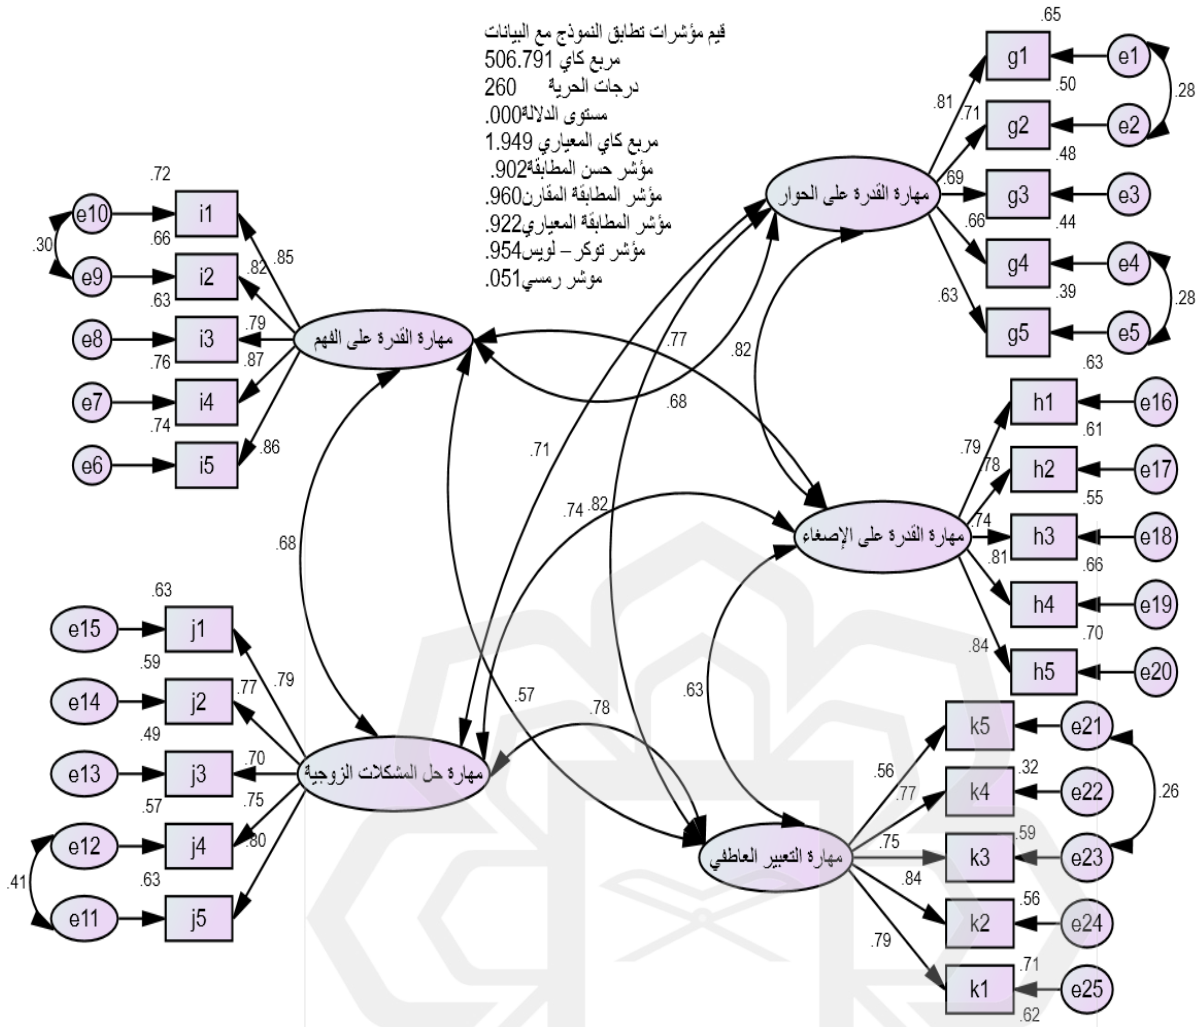 قيم مؤشرات تطابق النموذج مع البيانات
مربع كاي 506.791
درجات الحرية 260
مستوى الدلالة .000
مربع كاي المعياري 1.949
مؤشر حسن المطابقة .902
مؤشر المطابقة المقارن .960
مؤشر المطابقة المعياري .922
مؤشر توكر – لويس .954
مؤشر رمسي .051
مهارة القدرة على الحوار
.65
g1
e1
.81
.50
.28
.71
g2
e2
.48
.69
g3
e3
.44
.66
g4
e4
.39
.28
.63
g5
e5
مهارة القدرة على الفهم
.72
e10
i1
.85
.30
.66
e9
i2
.82
.63
e8
i3
.79
.76
e7
i4
.87
.74
e6
i5
.86
.77
.82
.68
.71
.74
.82
.68
.57
.78
.63
مهارة القدرة على الإصغاء
.63
h1
e16
.79
.61
h2
e17
.78
.55
h3
e18
.74
.66
h4
e19
.81
.70
h5
e20
.84
مهارة حل المشكلات الزوجية
.63
e15
j1
.79
.59
e14
j2
.77
.49
e13
j3
.70
.57
e12
j4
.75
.41
.63
e11
j5
.80
مهارة التعبير العاطفي
k5
e21
.56
.32
k4
e22
.77
.26
.59
k3
e23
.75
.56
k2
e24
.84
.71
k1
e25
.79
.62